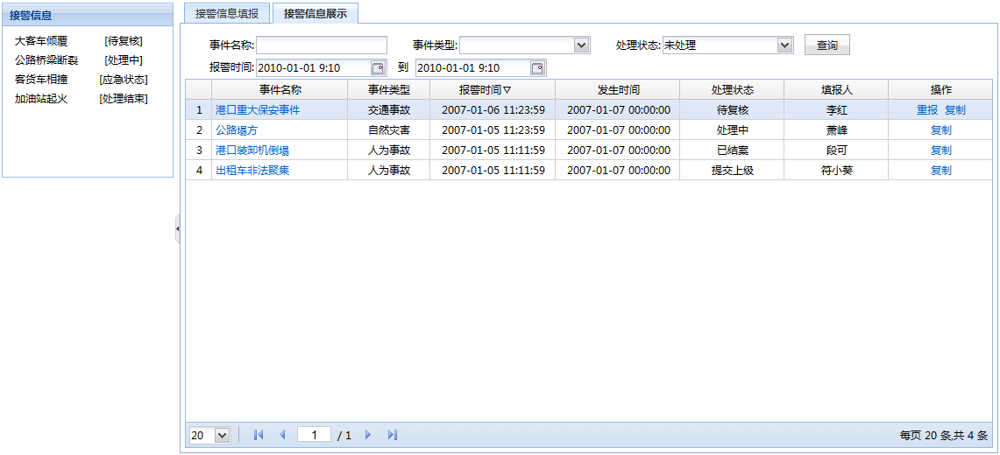 接警信息
大客车倾覆 [待复核]
公路桥梁断裂 [处理中]
客货车相撞 [应急状态]
加油站起火 [处理结束]
接警信息填报 接警信息展示
事件名称: 事件类型: 处理状态: 未处理 查询
报警时间: 2010-01-01 9:10 到 2010-01-01 9:10
事件名称 事件类型 报警时间▽ 发生时间 处理状态 填报人 操作
1 港口重大保安事件 交通事故 2007-01-06 11:23:59 2007-01-07 00:00:00 待复核 李红 重报 复制
2 公路塌方 自然灾害 2007-01-05 11:23:59 2007-01-07 00:00:00 处理中 萧峰 复制
3 港口装卸机倒塌 人为事故 2007-01-05 11:11:59 2007-01-07 00:00:00 已结案 段可 复制
4 出租车非法聚集 人为事故 2007-01-05 11:11:59 2007-01-07 00:00:00 提交上级 符小葵 复制
20 1 / 1 每页 20 条,共 4 条